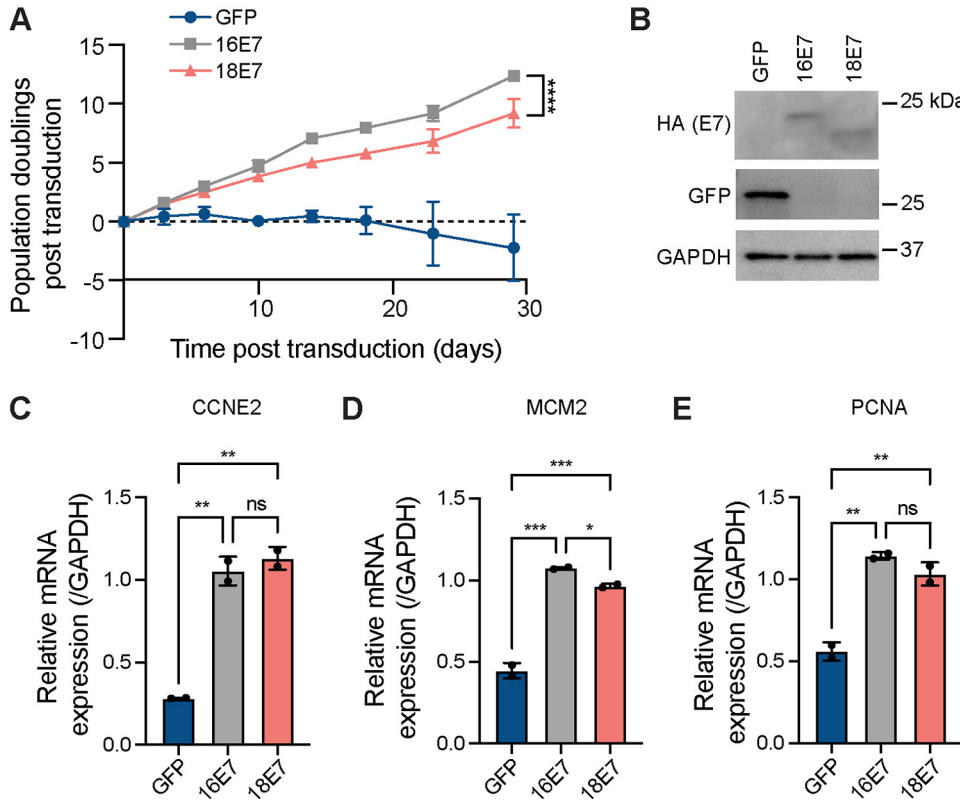 A
GFP
16E7
18E7
Population doublings
post transduction
15
10
5
0
-5
-10
10
20
30
****
Time post transduction (days)
B
GFP
16E7
18E7
HA (E7)
25 kDa
GFP
25
GAPDH
37
C
CCNE2
Relative mRNA
expression (/GAPDH)
**
**
ns
1.5
1.0
1.0
0.0
GFP
16E7
18E7
D
MCM2
Relative mRNA
expression (/GAPDH)
***
***
*
1.5
1.0
0.5
0.0
GFP
16E7
18E7
E
PCNA
Relative mRNA
expression (/GAPDH)
**
**
ns
1.5
1.0
0.5
0.0
GFP
16E7
18E7